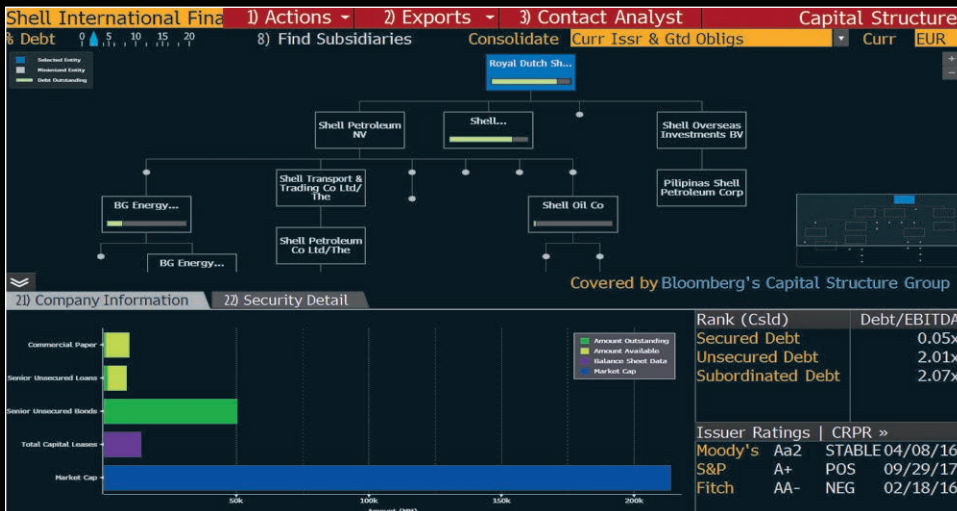 Shell International Fina 1) Actions 2) Exports 3) Contact Analyst Capital Structure
% Debt 0 5 10 15 20 8) Find Subsidiaries Consolidate Curr Issr & Gtd Obligs Curr EUR
Selected Entity
Minimized Entity
Debt Outstanding
Royal Dutch Sh...
+
−
Shell Petroleum
NV
Shell...
Shell Overseas
Investments BV
BG Energy...
Shell Transport &
Trading Co Ltd/
The
Shell Oil Co
Pilipinas Shell
Petroleum Corp
BG Energy...
Shell Petroleum
Co Ltd/The
Covered by Bloomberg's Capital Structure Group
21) Company Information 22) Security Detail
Commercial Paper
Senior Unsecured Loans
Senior Unsecured Bonds
Total Capital Leases
Market Cap
50k 100k 150k 200k
Amount (MM)
Amount Outstanding
Amount Available
Balance Sheet Data
Market Cap
Rank (Csld) Debt/EBITDA
Secured Debt 0.05x
Unsecured Debt 2.01x
Subordinated Debt 2.07x
Issuer Ratings | CRPR »
Moody's Aa2 STABLE 04/08/16
S&P A+ POS 09/29/17
Fitch AA- NEG 02/18/16